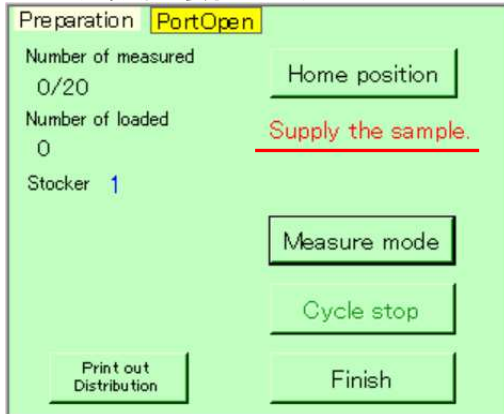 Preparation PortOpen
Number of measured
0/20
Home position
Number of loaded
0
Supply the sample.
Stocker 1
Measure mode
Cycle stop
Print out
Distribution
Finish